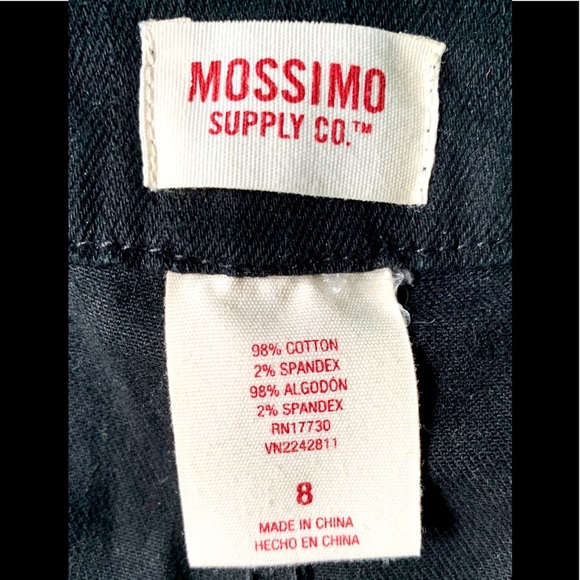 MOSSIMO
SUPPLY CO.™
98% COTTON
2% SPANDEX
98% ALGODÓN
2% SPANDEX
RN17730
VN2242811
8
MADE IN CHINA
HECHO EN CHINA